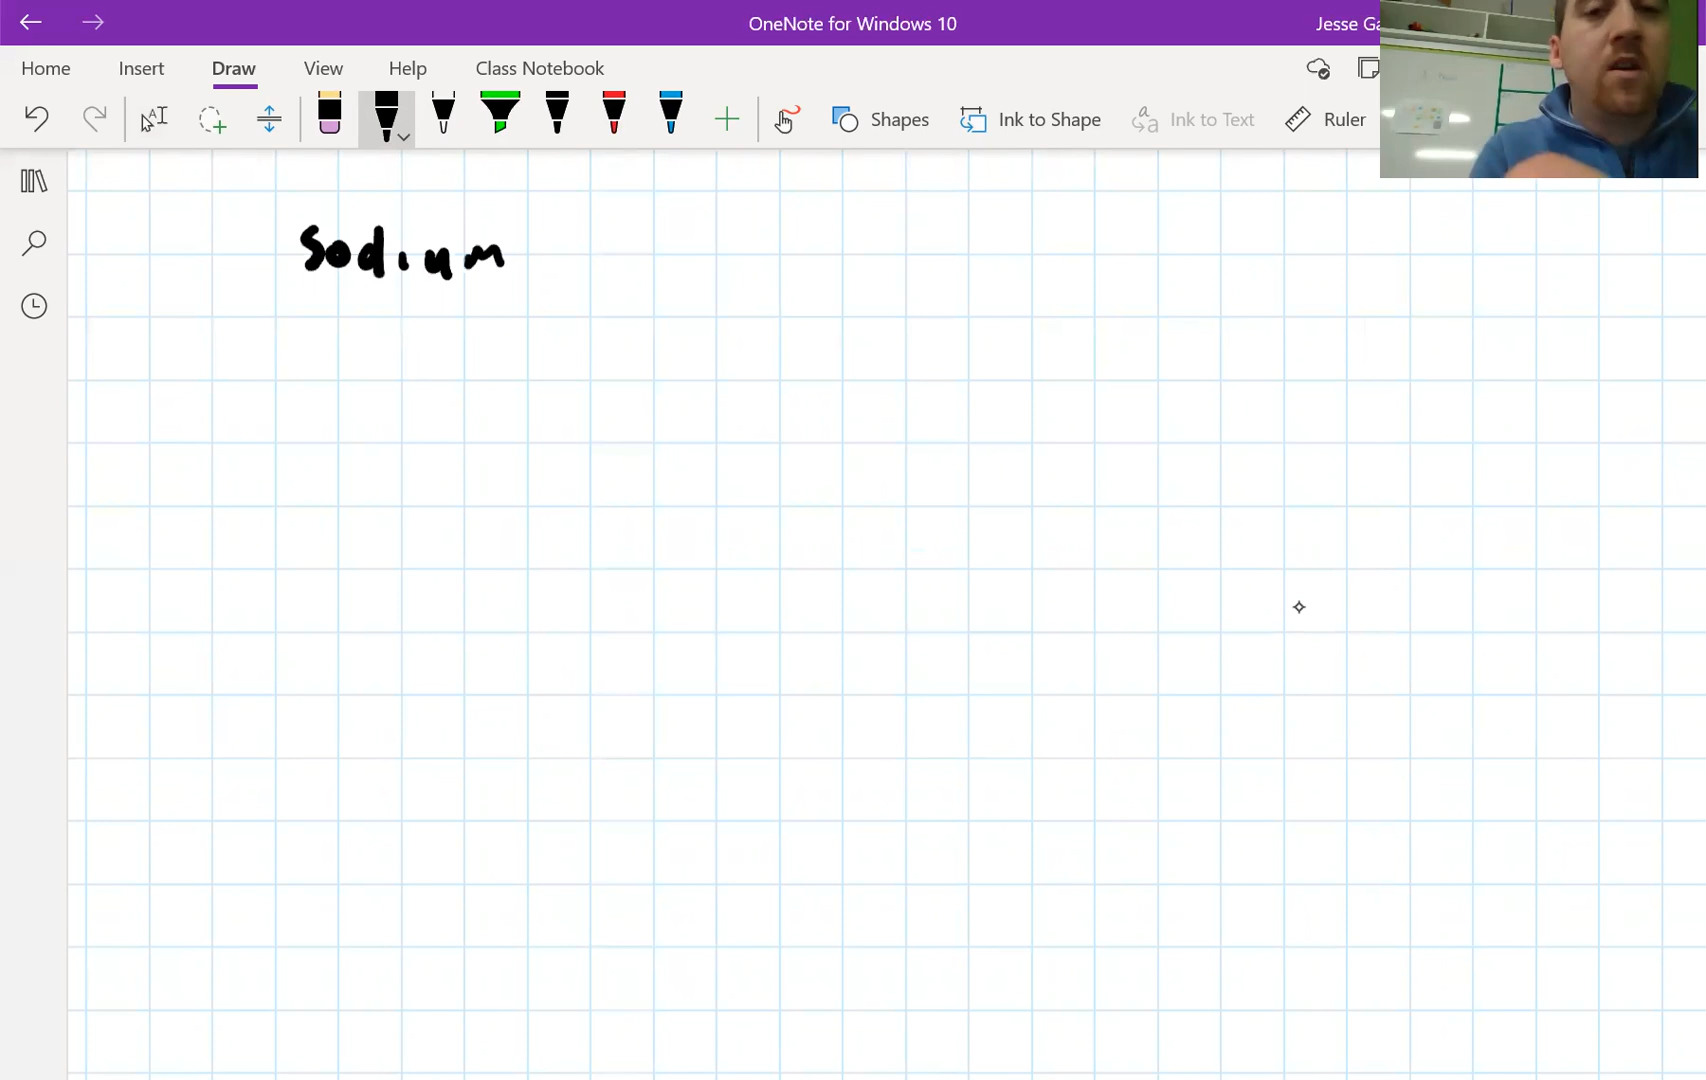 OneNote for Windows 10
Jesse Ga
Home Insert Draw View Help Class Notebook
Shapes Ink to Shape Ink to Text Ruler
Sodium